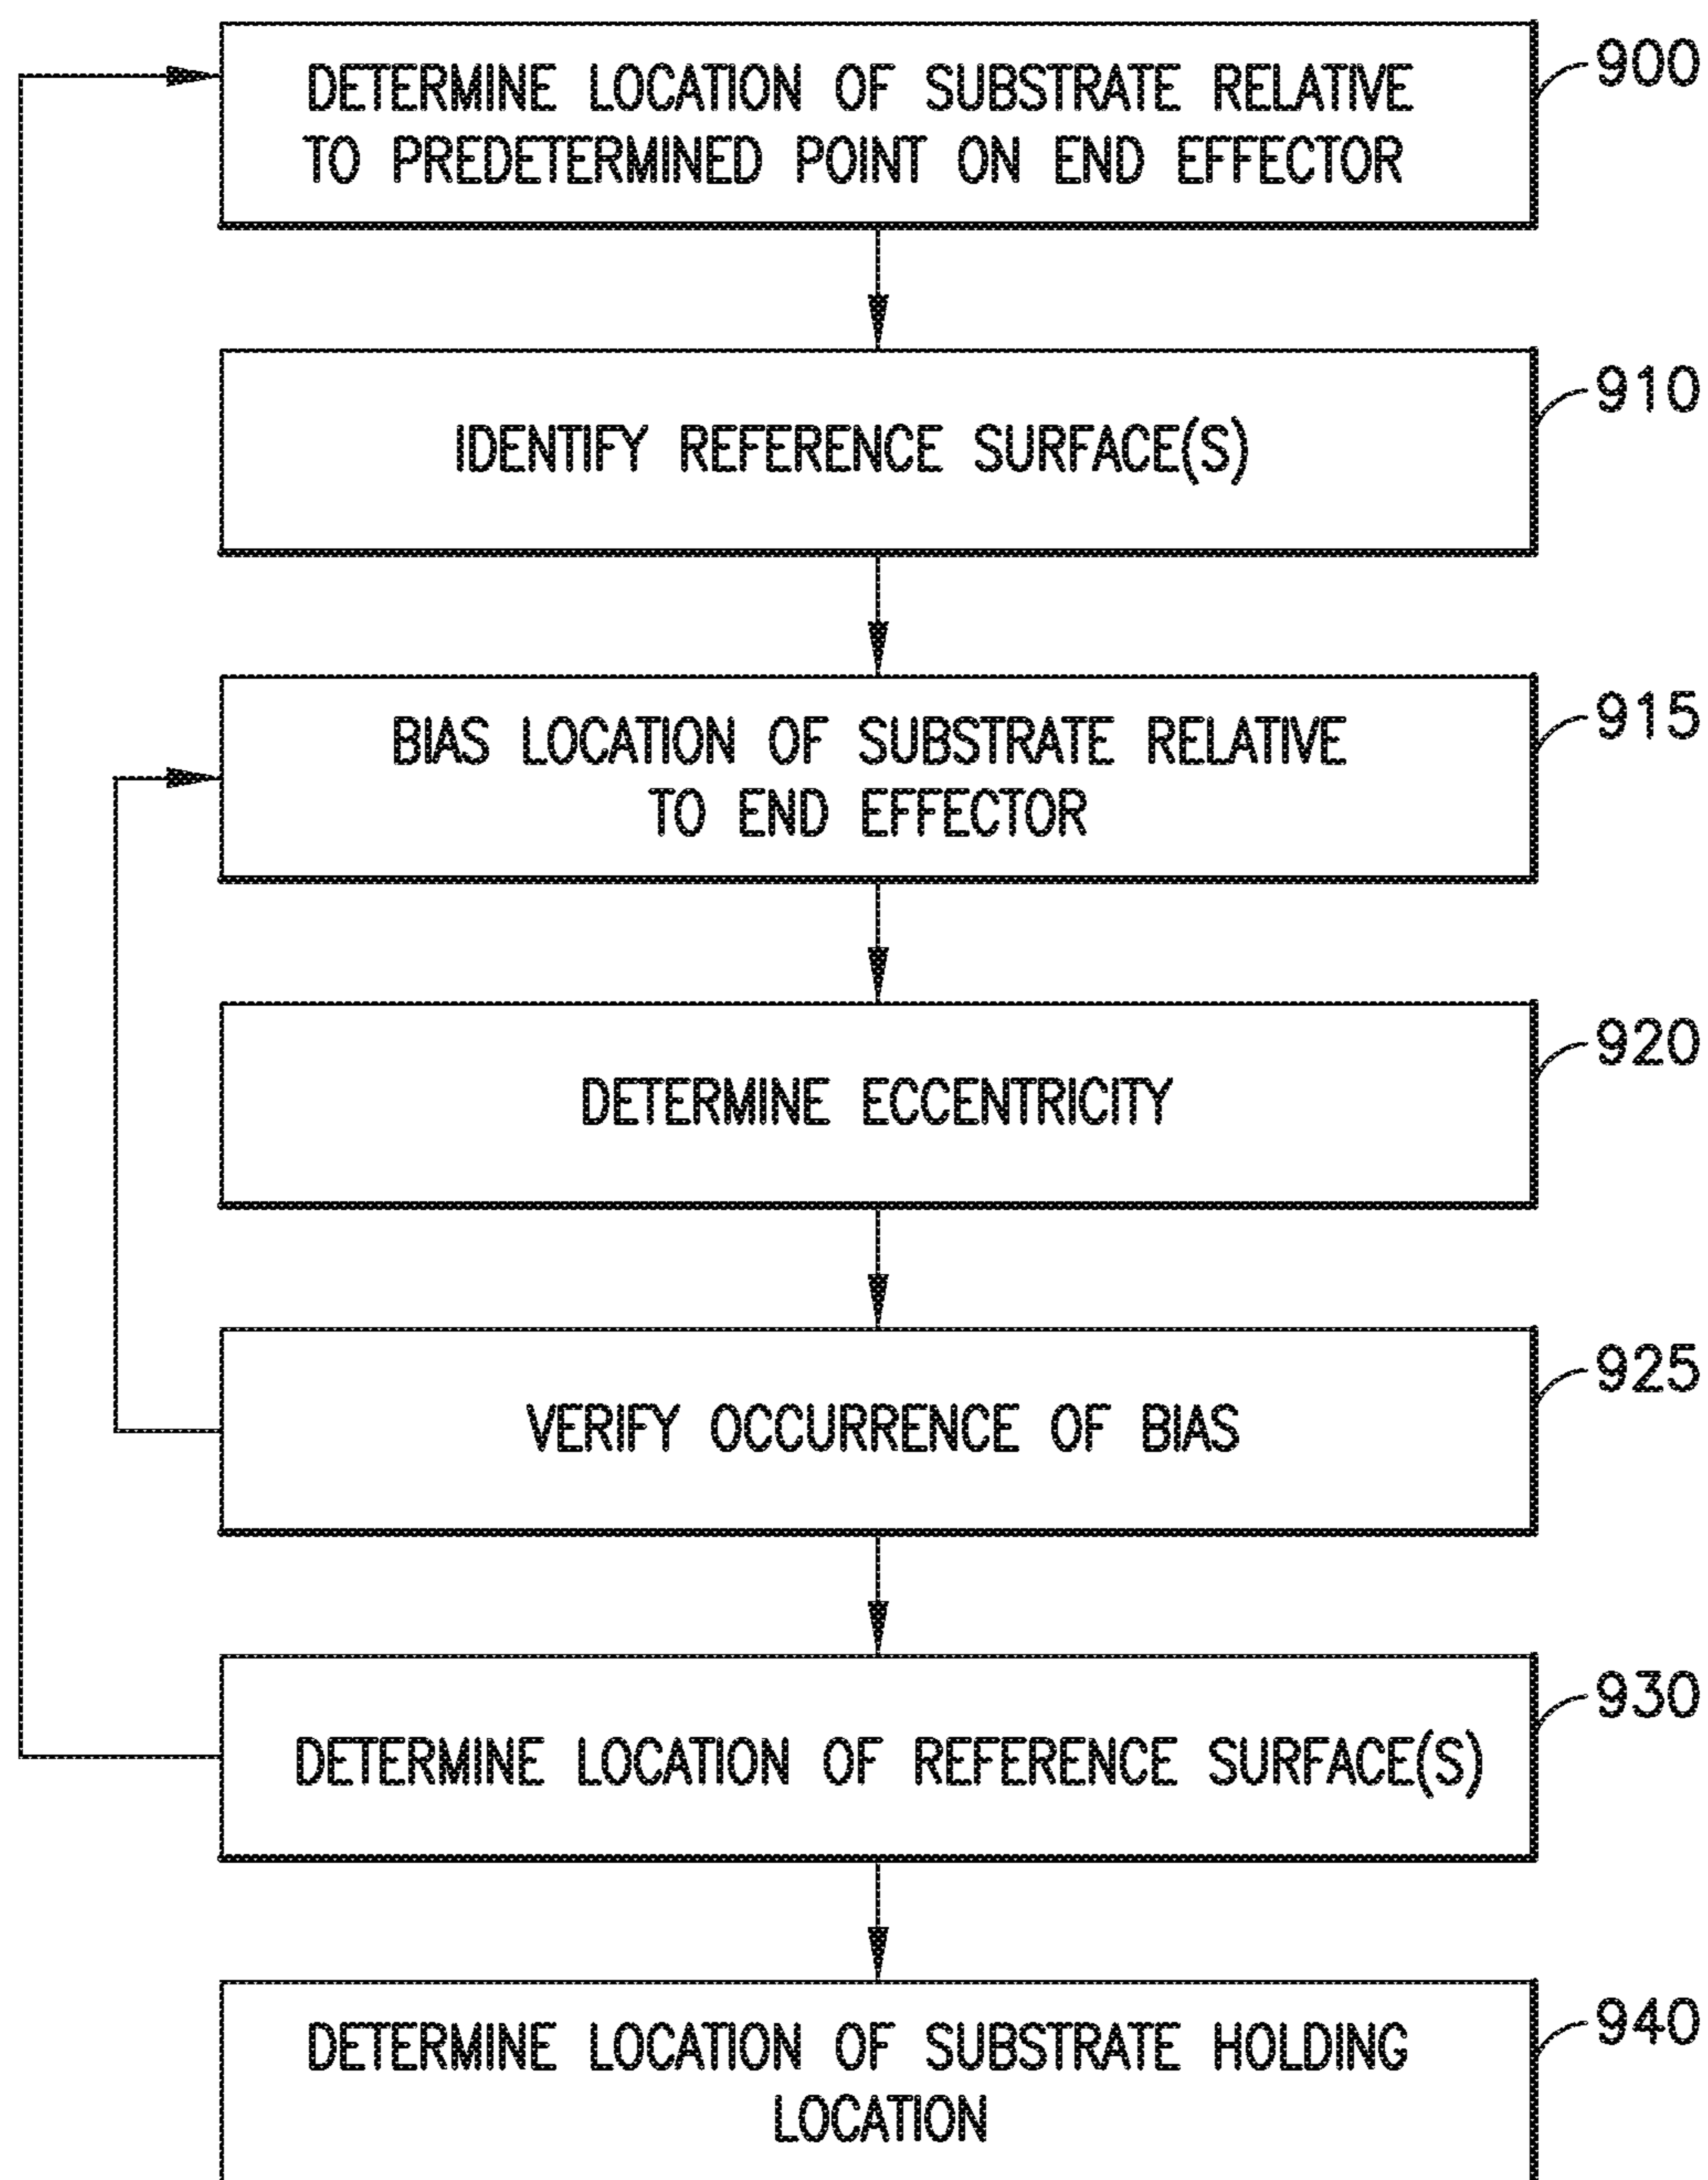 DETERMINE LOCATION OF SUBSTRATE RELATIVE
TO PREDETERMINED POINT ON END EFFECTOR
900
IDENTIFY REFERENCE SURFACE(S)
910
BIAS LOCATION OF SUBSTRATE RELATIVE
TO END EFFECTOR
915
DETERMINE ECCENTRICITY
920
VERIFY OCCURRENCE OF BIAS
925
DETERMINE LOCATION OF REFERENCE SURFACE(S)
930
DETERMINE LOCATION OF SUBSTRATE HOLDING
LOCATION
940